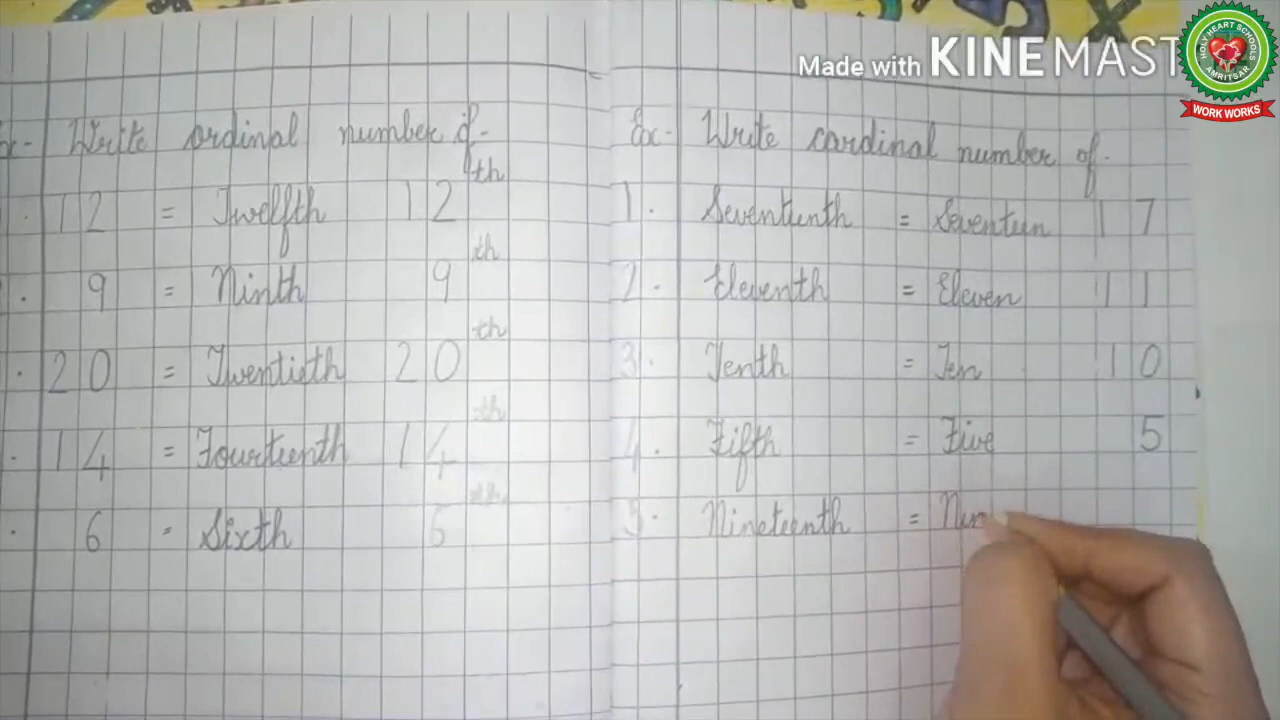 Made with KINEMAST
HOLY HEART SCHOOLS
AMRITSAR
WORK WORKS
Ex- Write ordinal number of-
12 = Twelfth 12th
9 = Ninth 9th
20 = Twentieth 20th
14 = Fourteenth 14th
6 = Sixth 6th
Ex- Write cardinal number of-
1. Seventeenth = Seventeen 17
2. Eleventh = Eleven 11
3. Tenth = Ten 10
4. Fifth = Five 5
5. Nineteenth = Nin